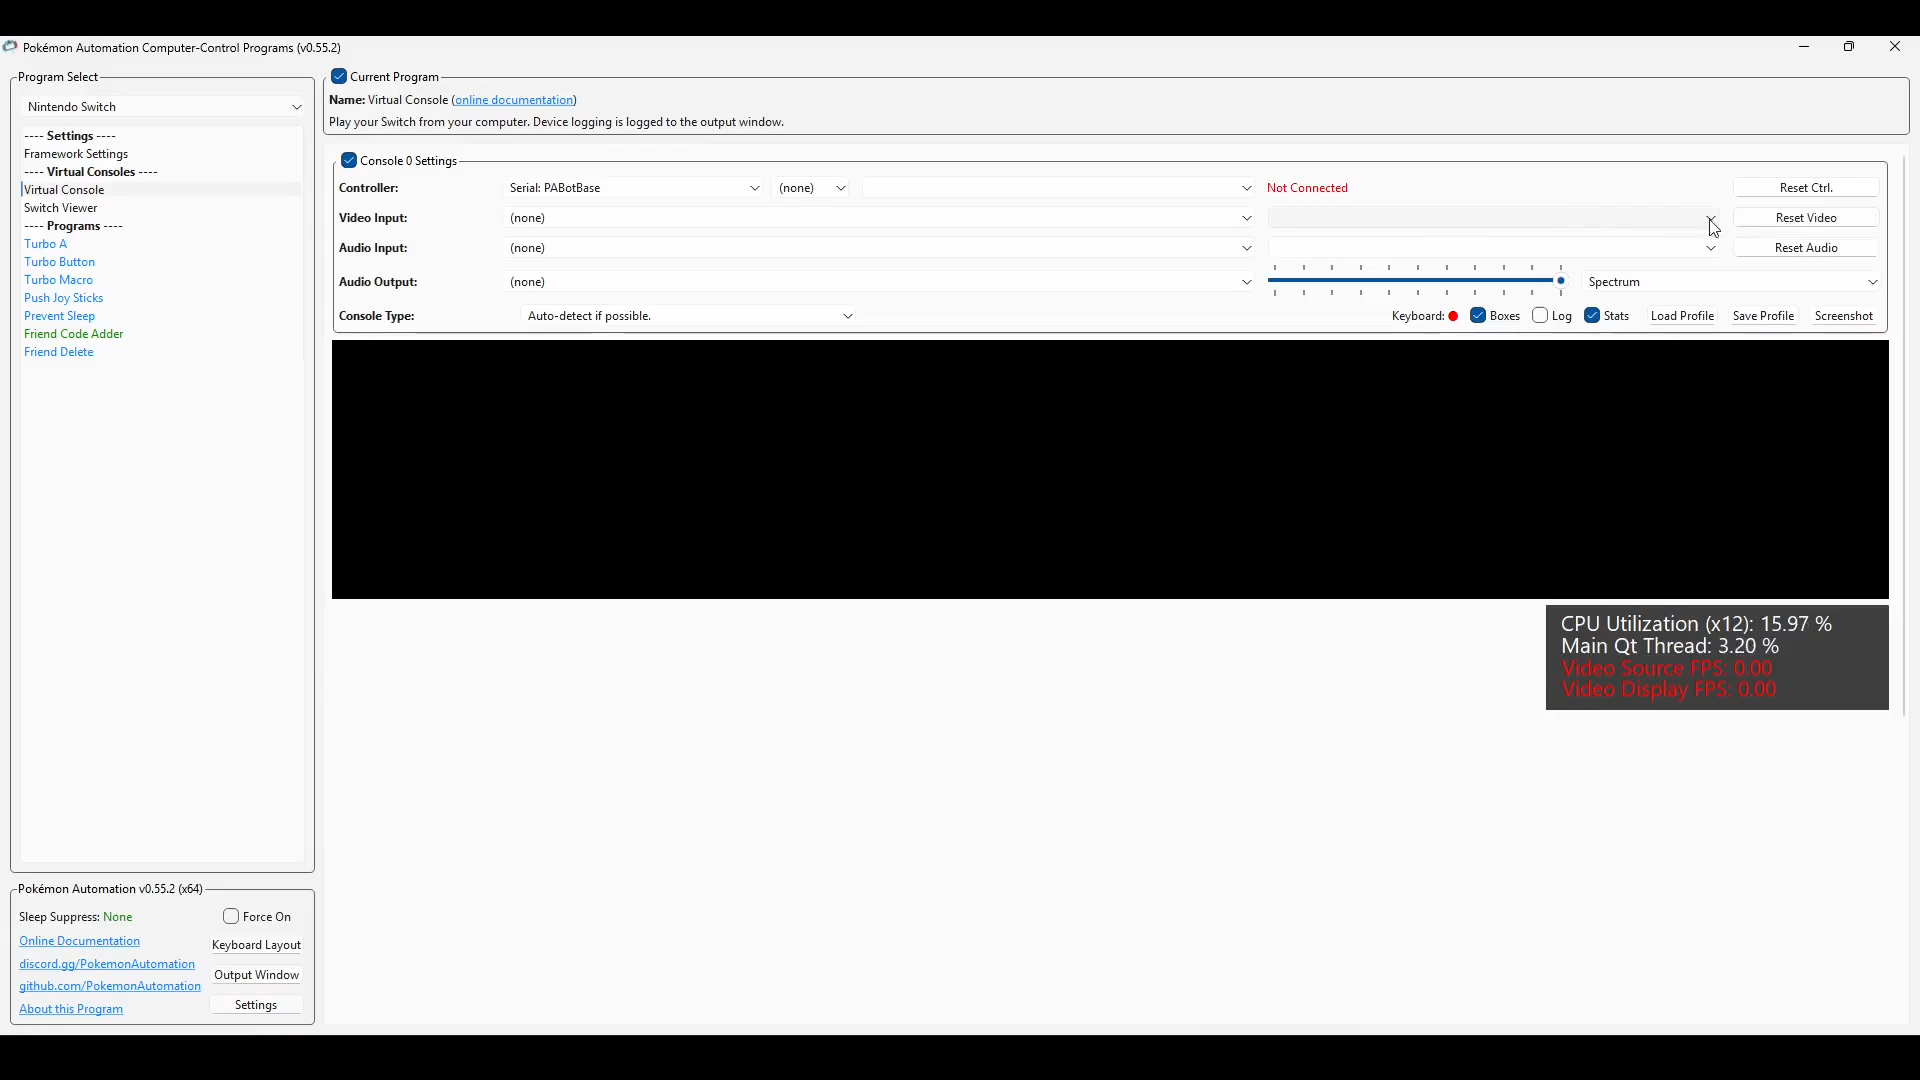 Pokémon Automation Computer-Control Programs (v0.55.2)
Program Select
Nintendo Switch
---- Settings ----
Framework Settings
---- Virtual Consoles ----
Virtual Console
Switch Viewer
---- Programs ----
Turbo A
Turbo Button
Turbo Macro
Push Joy Sticks
Prevent Sleep
Friend Code Adder
Friend Delete
Pokémon Automation v0.55.2 (x64)
Sleep Suppress: None Force On
Online Documentation Keyboard Layout
discord.gg/PokemonAutomation
Output Window
github.com/PokemonAutomation
About this Program Settings
Current Program
Name: Virtual Console (online documentation)
Play your Switch from your computer. Device logging is logged to the output window.
Console 0 Settings
Controller: Serial: PABotBase (none) Not Connected Reset Ctrl.
Video Input: (none) Reset Video
Audio Input: (none) Reset Audio
Audio Output: (none) Spectrum
Console Type: Auto-detect if possible. Keyboard: Boxes Log Stats Load Profile Save Profile Screenshot
CPU Utilization (x12): 15.97 %
Main Qt Thread: 3.20 %
Video Source FPS: 0.00
Video Display FPS: 0.00